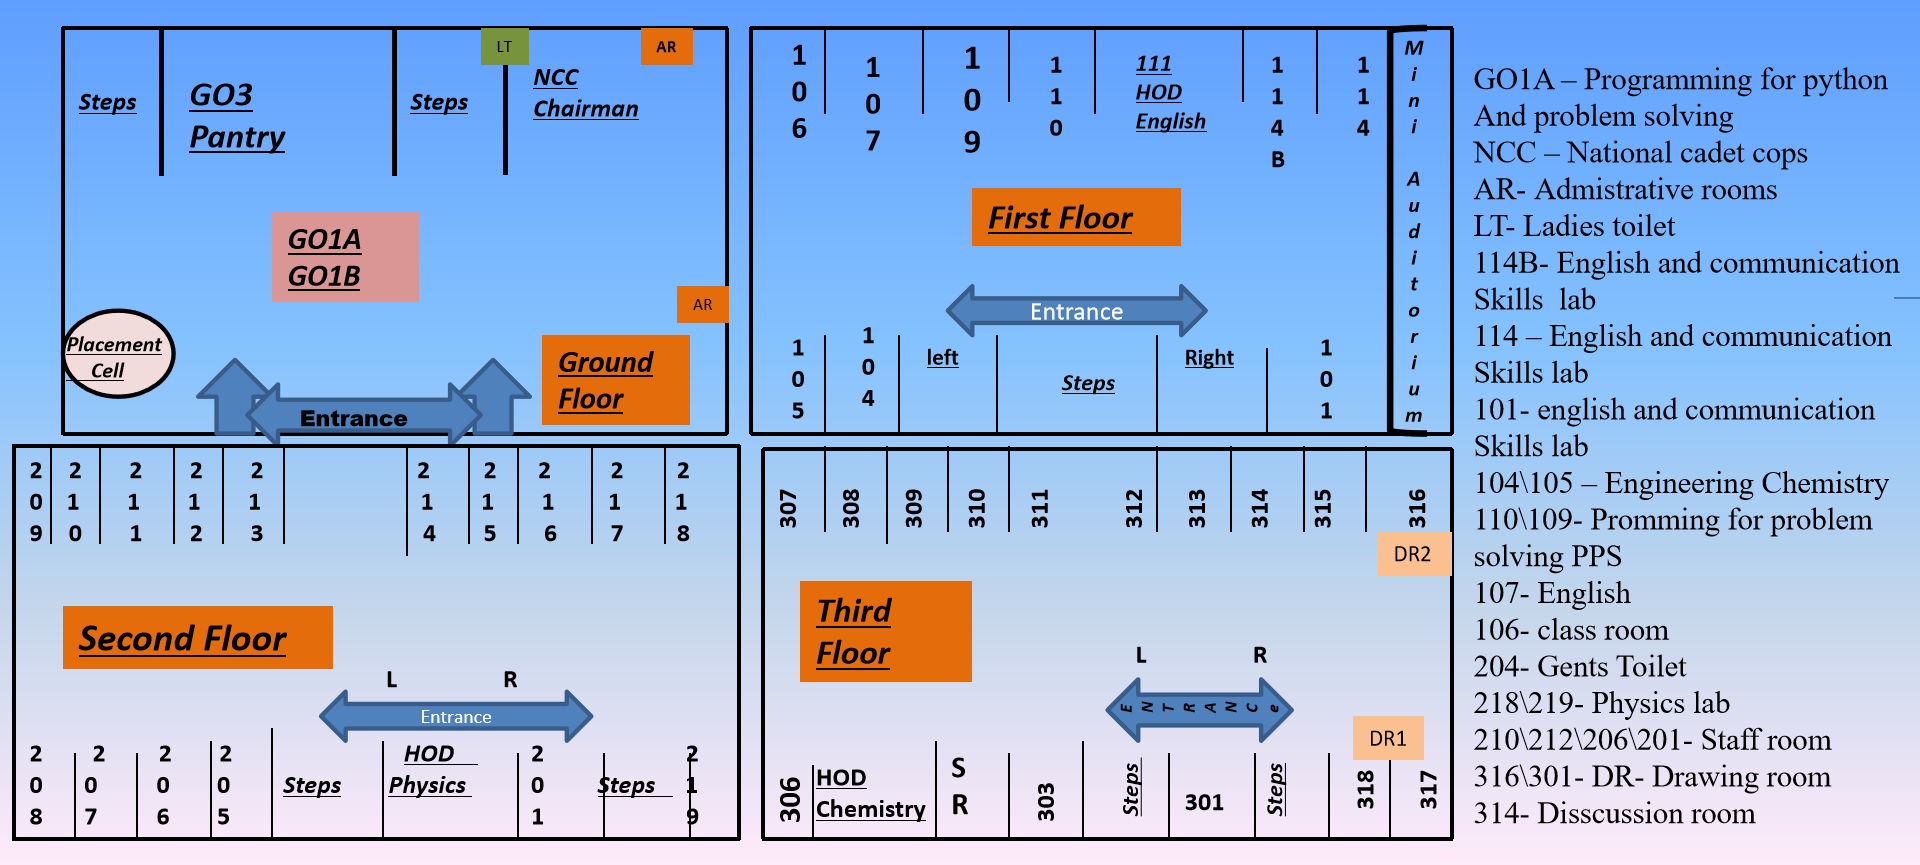 LT
AR
Steps
GO3
Pantry
Steps
NCC
Chairman
GO1A
GO1B
AR
Placement
Cell
Ground
Floor
Entrance
106
107
109
110
111
HOD
English
114B
114
Mini Auditorium
First Floor
Entrance
105
104
left
Steps
Right
101
209
210
211
212
213
214
215
216
217
218
Second Floor
L R
Entrance
208
207
206
205
Steps
HOD
Physics
201
Steps
219
307
308
309
310
311
312
313
314
315
316
DR2
Third
Floor
L R
ENTRANCe
DR1
306
HOD
Chemistry
S
R
303
Steps
301
Steps
318
317
GO1A – Programming for python
And problem solving
NCC – National cadet cops
AR- Admistrative rooms
LT- Ladies toilet
114B- English and communication
Skills lab
114 – English and communication
Skills lab
101- english and communication
Skills lab
104\105 – Engineering Chemistry
110\109- Promming for problem
solving PPS
107- English
106- class room
204- Gents Toilet
218\219- Physics lab
210\212\206\201- Staff room
316\301- DR- Drawing room
314- Disscussion room